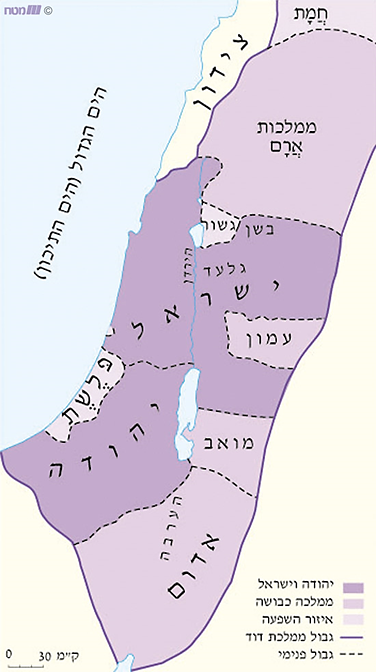 © מטח
חֲמָת
צידון
ממלכות
אֲרָם
הים הגדול (הים התיכון)
גשור
בשן
הירדן
גלעד
ישראל
עמון
פְּלֶשֶׁת
יהודה
מואב
הערבה
אדום
יהודה וישראל
ממלכה כבושה
איזור השפעה
גבול ממלכת דוד
גבול פנימי
0 30 ק"מ